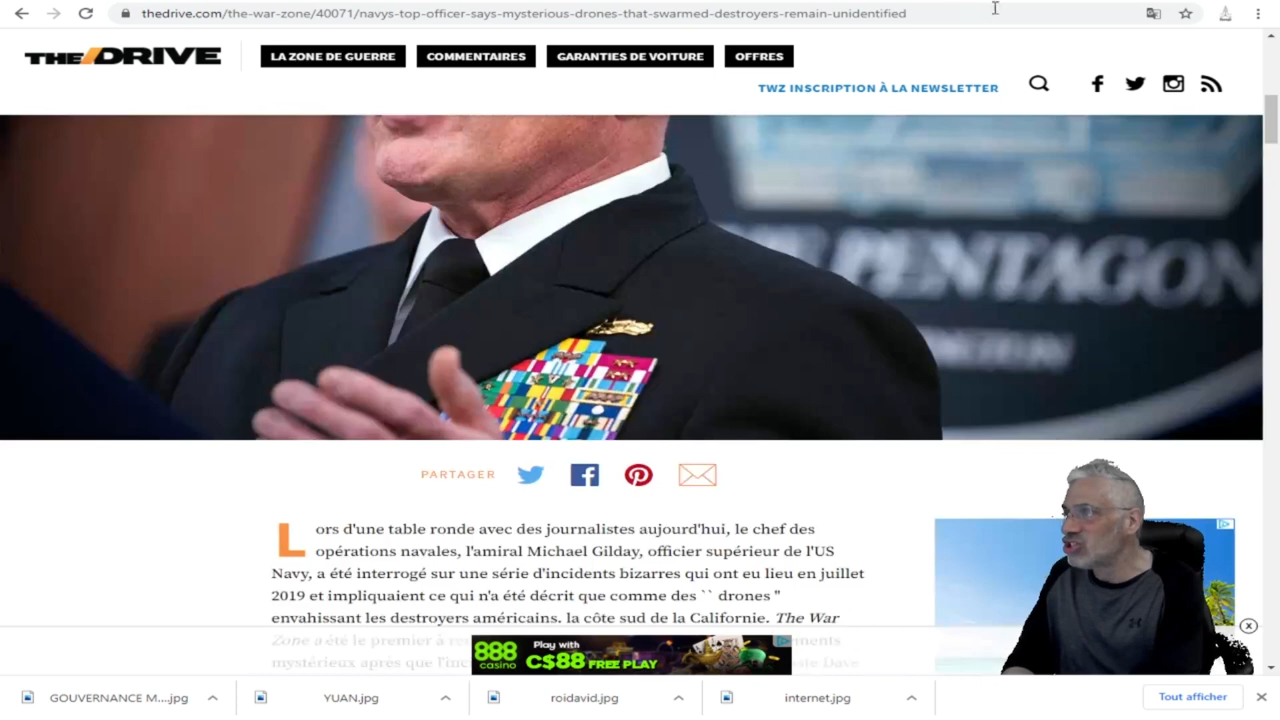 thedrive.com/the-war-zone/40071/navys-top-officer-says-mysterious-drones-that-swarmed-destroyers-remain-unidentified
THE/DRIVE
LA ZONE DE GUERRE
COMMENTAIRES
GARANTIES DE VOITURE
OFFRES
TWZ INSCRIPTION À LA NEWSLETTER
PENTAGON
PARTAGER
Lors d'une table ronde avec des journalistes aujourd'hui, le chef des
opérations navales, l'amiral Michael Gilday, officier supérieur de l'US
Navy, a été interrogé sur une série d'incidents bizarres qui ont eu lieu en juillet
2019 et impliquaient ce qui n'a été décrit que comme des `` drones "
envahissant les destroyers américains. la côte sud de la Californie. The War
Zone a été le premier à
mystérieux après que l'inc
888 casino
Play with
C$88 FREE PLAY
GOUVERNANCE M....jpg
YUAN.jpg
roidavid.jpg
internet.jpg
Tout afficher